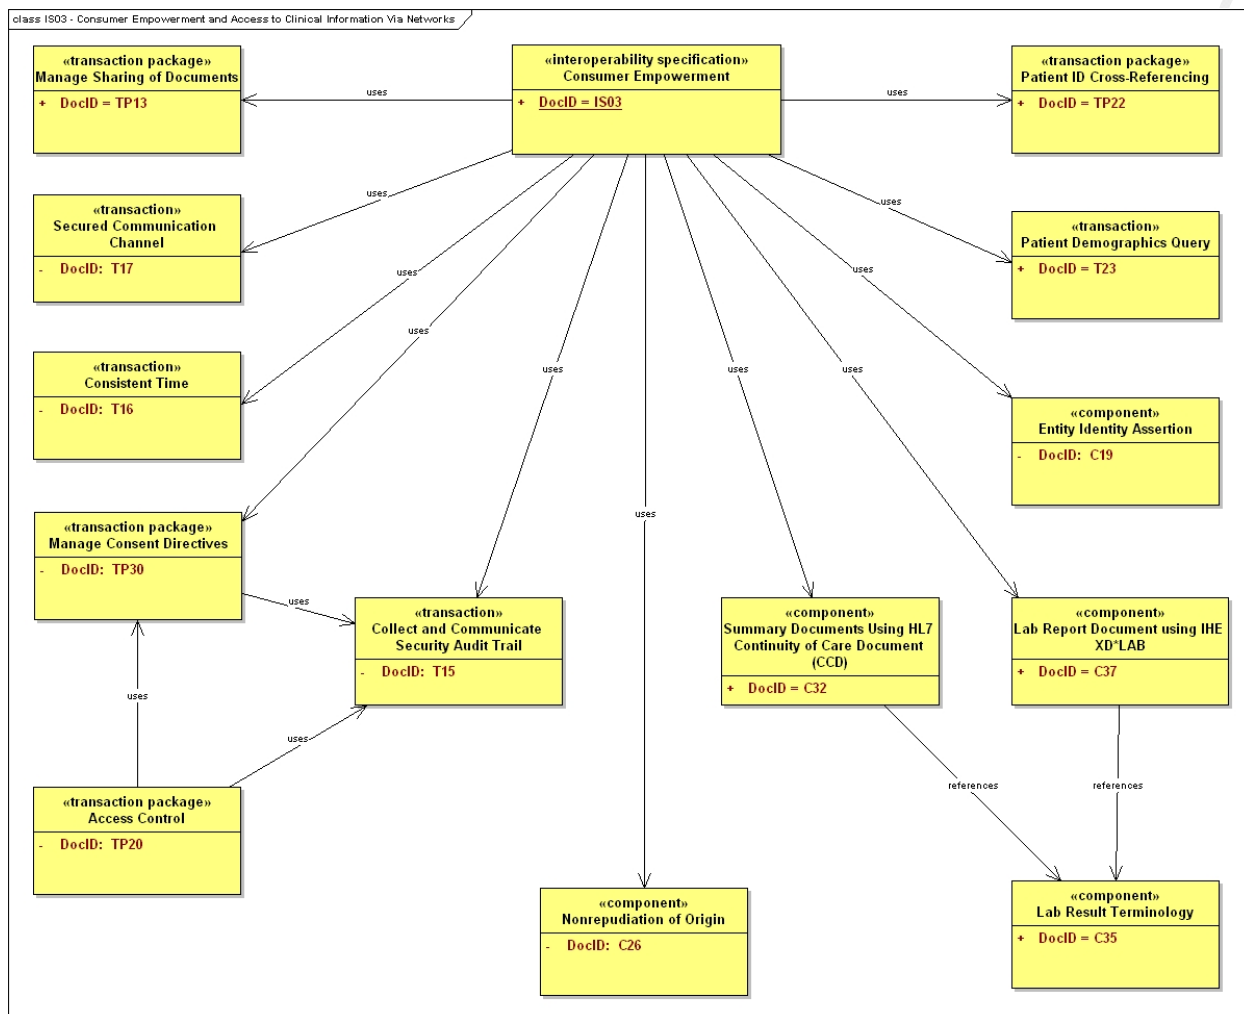 class IS03 - Consumer Empowerment and Access to Clinical Information Via Networks
«transaction package»
Manage Sharing of Documents
+ DocID = TP13
«interoperability specification»
Consumer Empowerment
+ DocID = IS03
«transaction package»
Patient ID Cross-Referencing
+ DocID = TP22
uses
uses
«transaction»
Secured Communication
Channel
- DocID: T17
uses
uses
«transaction»
Patient Demographics Query
+ DocID = T23
uses
uses
«transaction»
Consistent Time
- DocID: T16
uses
uses
uses
uses
«component»
Entity Identity Assertion
- DocID: C19
uses
«transaction package»
Manage Consent Directives
- DocID: TP30
uses
«transaction»
Collect and Communicate
Security Audit Trail
- DocID: T15
«component»
Summary Documents Using HL7
Continuity of Care Document
(CCD)
+ DocID = C32
«component»
Lab Report Document using IHE
XD*LAB
+ DocID = C37
uses
uses
references
references
«transaction package»
Access Control
- DocID: TP20
«component»
Nonrepudiation of Origin
- DocID: C26
«component»
Lab Result Terminology
+ DocID = C35